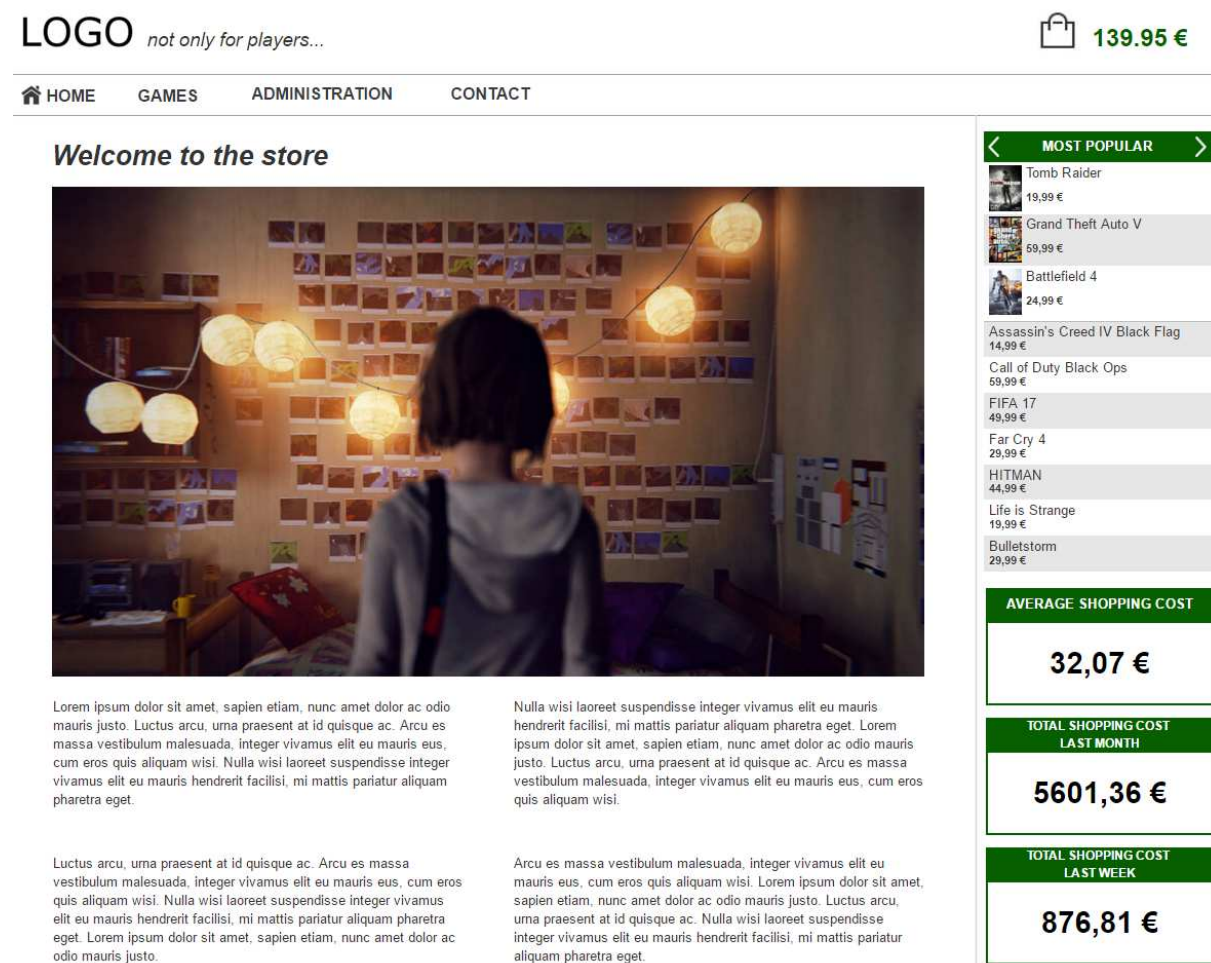 LOGO not only for players...
139.95 €
HOME GAMES ADMINISTRATION CONTACT
Welcome to the store
Lorem ipsum dolor sit amet, sapien etiam, nunc amet dolor ac odio
mauris justo. Luctus arcu, urna praesent at id quisque ac. Arcu es
massa vestibulum malesuada, integer vivamus elit eu mauris eus,
cum eros quis aliquam wisi. Nulla wisi laoreet suspendisse integer
vivamus elit eu mauris hendrerit facilisi, mi mattis pariatur aliquam
pharetra eget.
Nulla wisi laoreet suspendisse integer vivamus elit eu mauris
hendrerit facilisi, mi mattis pariatur aliquam pharetra eget. Lorem
ipsum dolor sit amet, sapien etiam, nunc amet dolor ac odio mauris
justo. Luctus arcu, urna praesent at id quisque ac. Arcu es massa
vestibulum malesuada, integer vivamus elit eu mauris eus, cum eros
quis aliquam wisi.
Luctus arcu, urna praesent at id quisque ac. Arcu es massa
vestibulum malesuada, integer vivamus elit eu mauris eus, cum eros
quis aliquam wisi. Nulla wisi laoreet suspendisse integer vivamus
elit eu mauris hendrerit facilisi, mi mattis pariatur aliquam pharetra
eget. Lorem ipsum dolor sit amet, sapien etiam, nunc amet dolor ac
odio mauris justo.
Arcu es massa vestibulum malesuada, integer vivamus elit eu
mauris eus, cum eros quis aliquam wisi. Lorem ipsum dolor sit amet,
sapien etiam, nunc amet dolor ac odio mauris justo. Luctus arcu,
urna praesent at id quisque ac. Nulla wisi laoreet suspendisse
integer vivamus elit eu mauris hendrerit facilisi, mi mattis pariatur
aliquam pharetra eget.
MOST POPULAR
Tomb Raider
19,99 €
Grand Theft Auto V
59,99 €
Battlefield 4
24,99 €
Assassin's Creed IV Black Flag
14,99 €
Call of Duty Black Ops
59,99 €
FIFA 17
49,99 €
Far Cry 4
29,99 €
HITMAN
44,99 €
Life is Strange
19,99 €
Bulletstorm
29,99 €
AVERAGE SHOPPING COST
32,07 €
TOTAL SHOPPING COST
LAST MONTH
5601,36 €
TOTAL SHOPPING COST
LAST WEEK
876,81 €